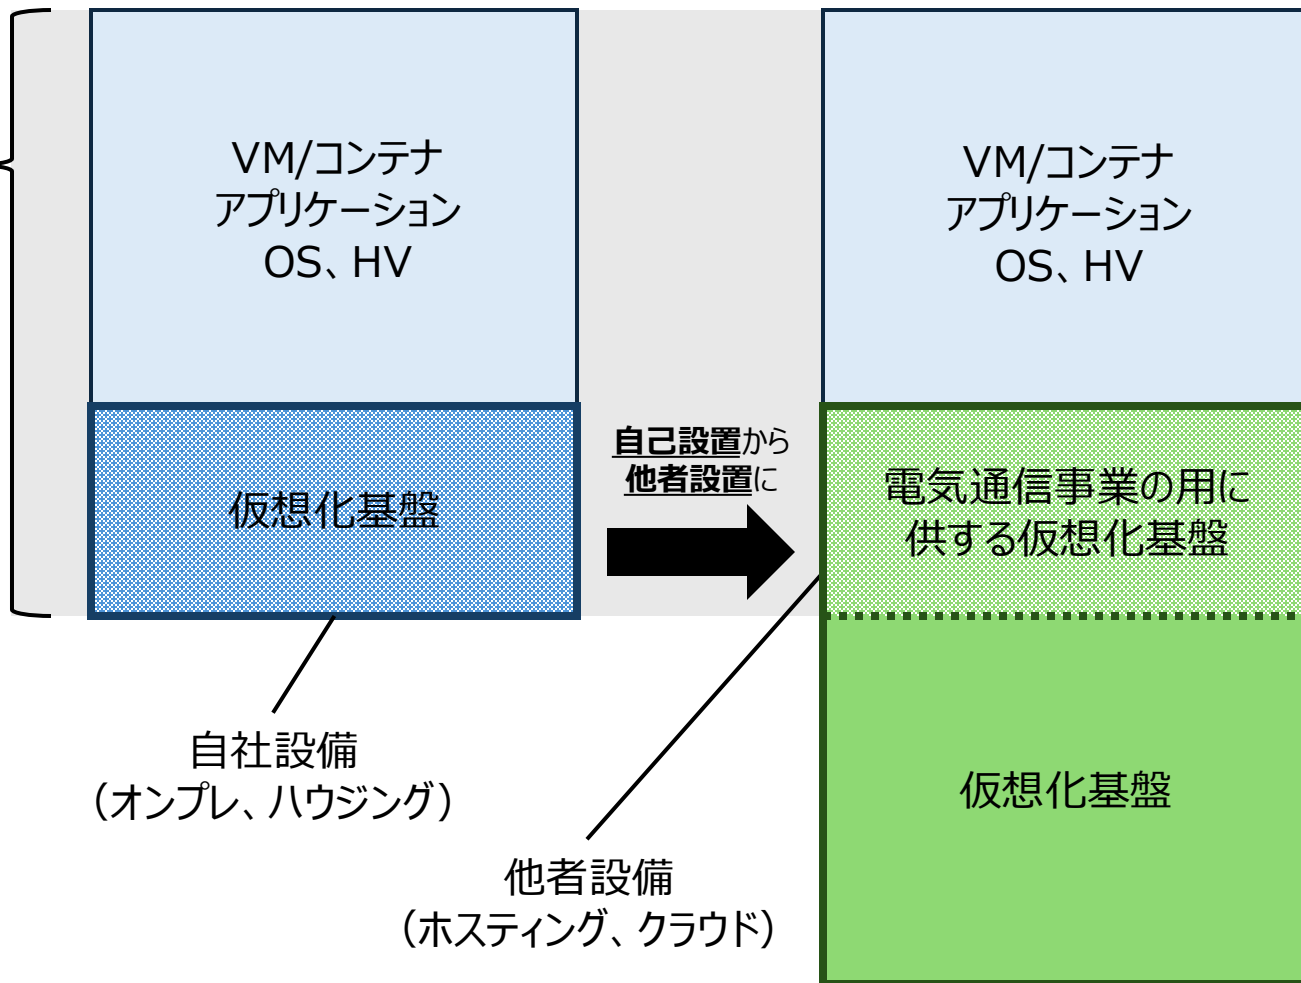 VM/コンテナ
アプリケーション
OS、HV
仮想化基盤
自己設置から
他者設置に
VM/コンテナ
アプリケーション
OS、HV
電気通信事業の用に
供する仮想化基盤
仮想化基盤
自社設備
（オンプレ、ハウジング）
他者設備
（ホスティング、クラウド）